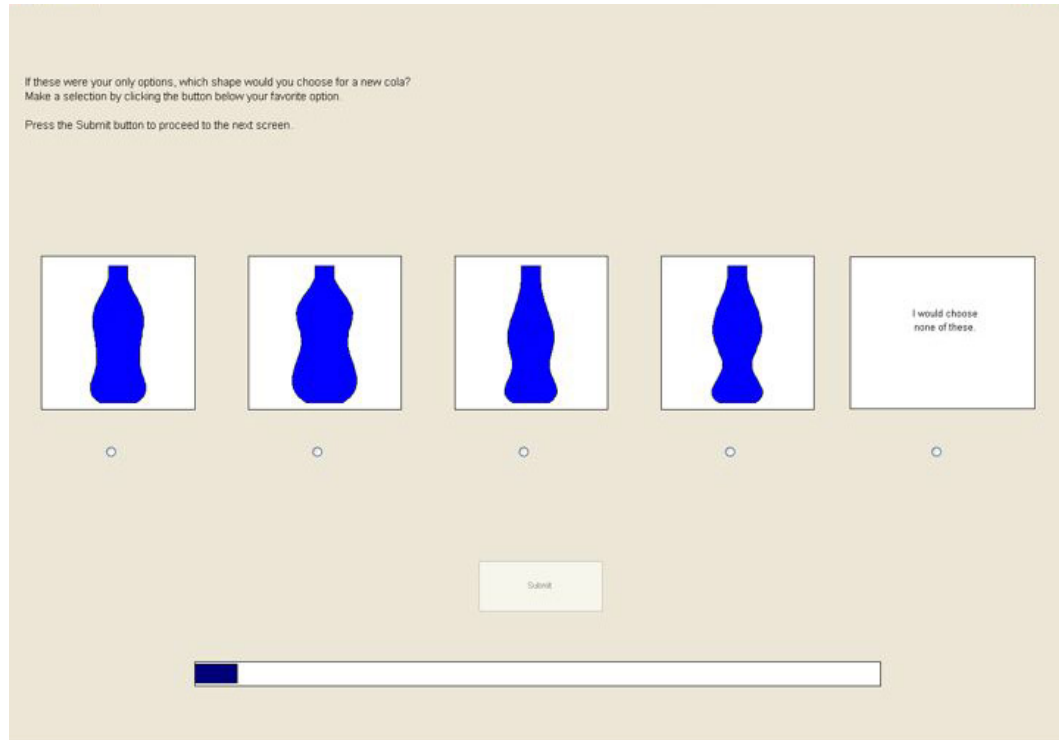 If these were your only options, which shape would you choose for a new cola?
Make a selection by clicking the button below your favorite option.
Press the Submit button to proceed to the next screen.
I would choose
none of these.
Submit